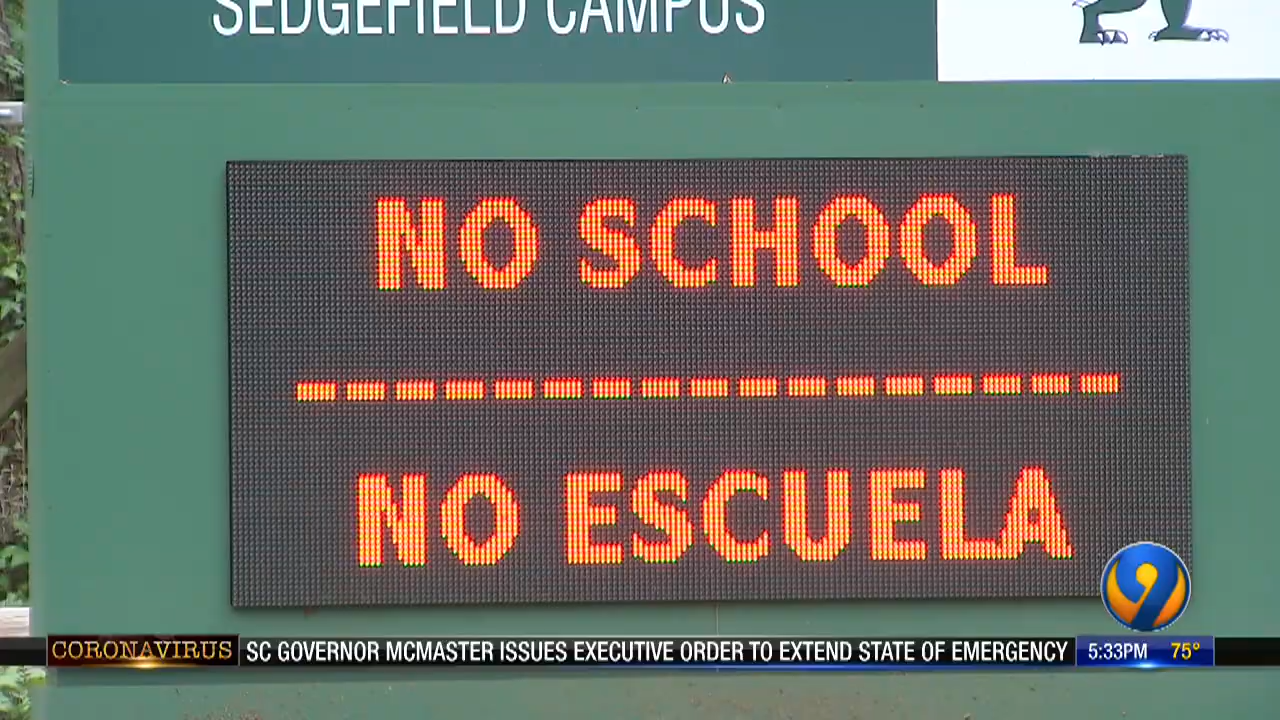 SEDGEFIELD CAMPUS
NO SCHOOL
-----------------
NO ESCUELA
9
CORONAVIRUS SC GOVERNOR MCMASTER ISSUES EXECUTIVE ORDER TO EXTEND STATE OF EMERGENCY 5:33PM 75°